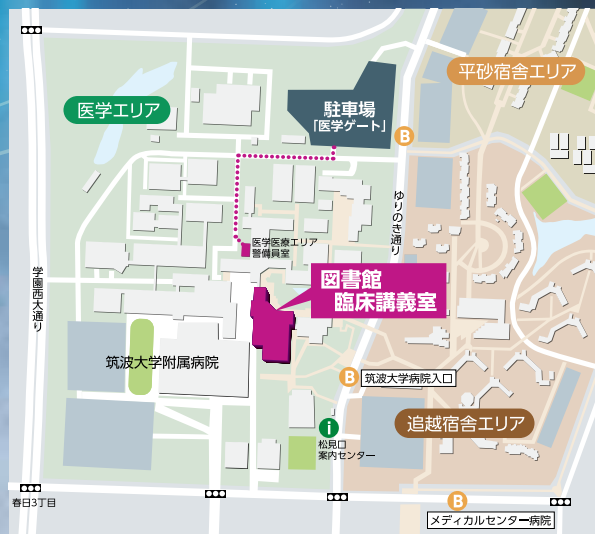 平砂宿舎エリア
医学エリア
駐車場
「医学ゲート」
B
ゆりのき通り
医学医療エリア
警備員室
学園西大通り
図書館
臨床講義室
筑波大学附属病院
B
筑波大学病院入口
追越宿舎エリア
i
松見口
案内センター
春日3丁目
B
メディカルセンター病院